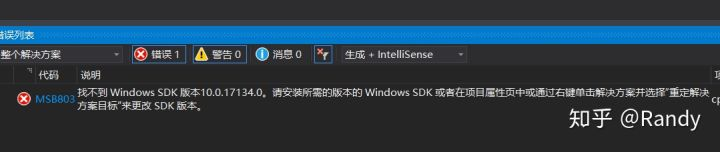 错误列表
整个解决方案
错误 1
警告 0
消息 0
生成 + IntelliSense
代码
说明
MSB803
找不到 Windows SDK 版本10.0.17134.0。请安装所需的版本的 Windows SDK 或者在项目属性页中或通过右键单击解决方案并选择“重定解决
方案目标”来更改 SDK 版本。
知乎 @Randy